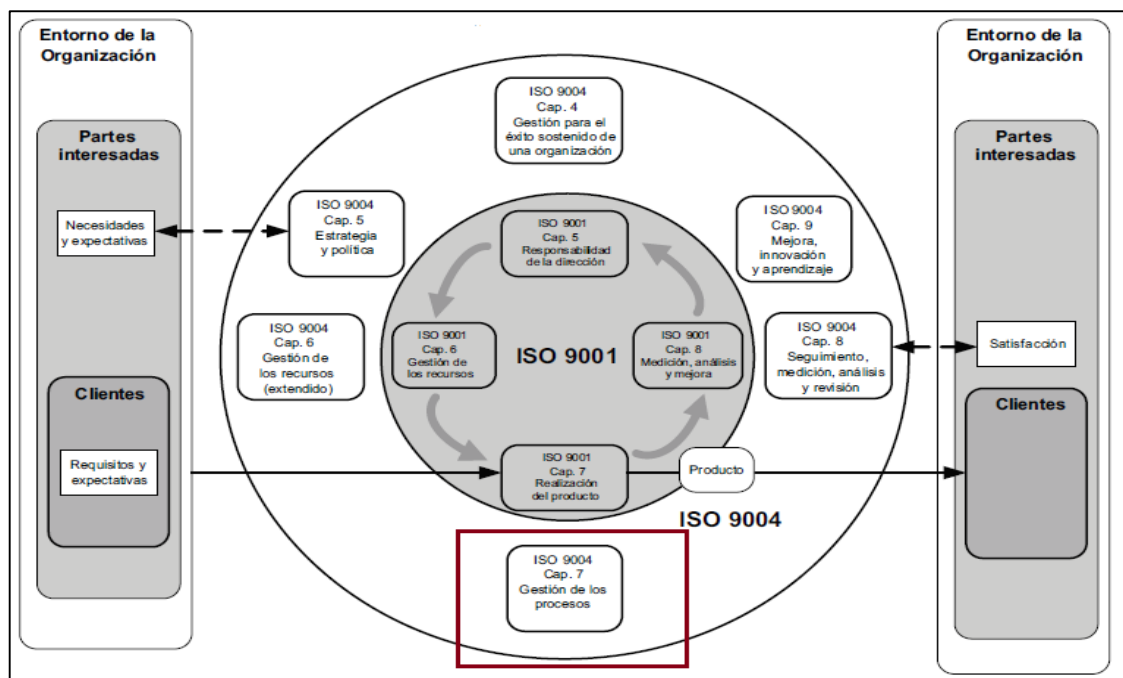 Entorno de la
Organización
Partes
interesadas
Necesidades
y expectativas
Clientes
Requisitos y
expectativas
ISO 9004
Cap. 4
Gestión para el
éxito sostenido de
una organización
ISO 9004
Cap. 5
Estrategia
y política
ISO 9004
Cap. 6
Gestión de
los recursos
(extendido)
ISO 9001
Cap. 5
Responsabilidad
de la dirección
ISO 9001
Cap. 6
Gestión de
los recursos
ISO 9001
ISO 9001
Cap. 8
Medición, análisis
y mejora
ISO 9001
Cap. 7
Realización
del producto
Producto
ISO 9004
ISO 9004
Cap. 7
Gestión de los
procesos
ISO 9004
Cap. 9
Mejora,
innovación
y aprendizaje
ISO 9004
Cap. 8
Seguimiento,
medición, análisis
y revisión
Entorno de la
Organización
Partes
interesadas
Satisfacción
Clientes